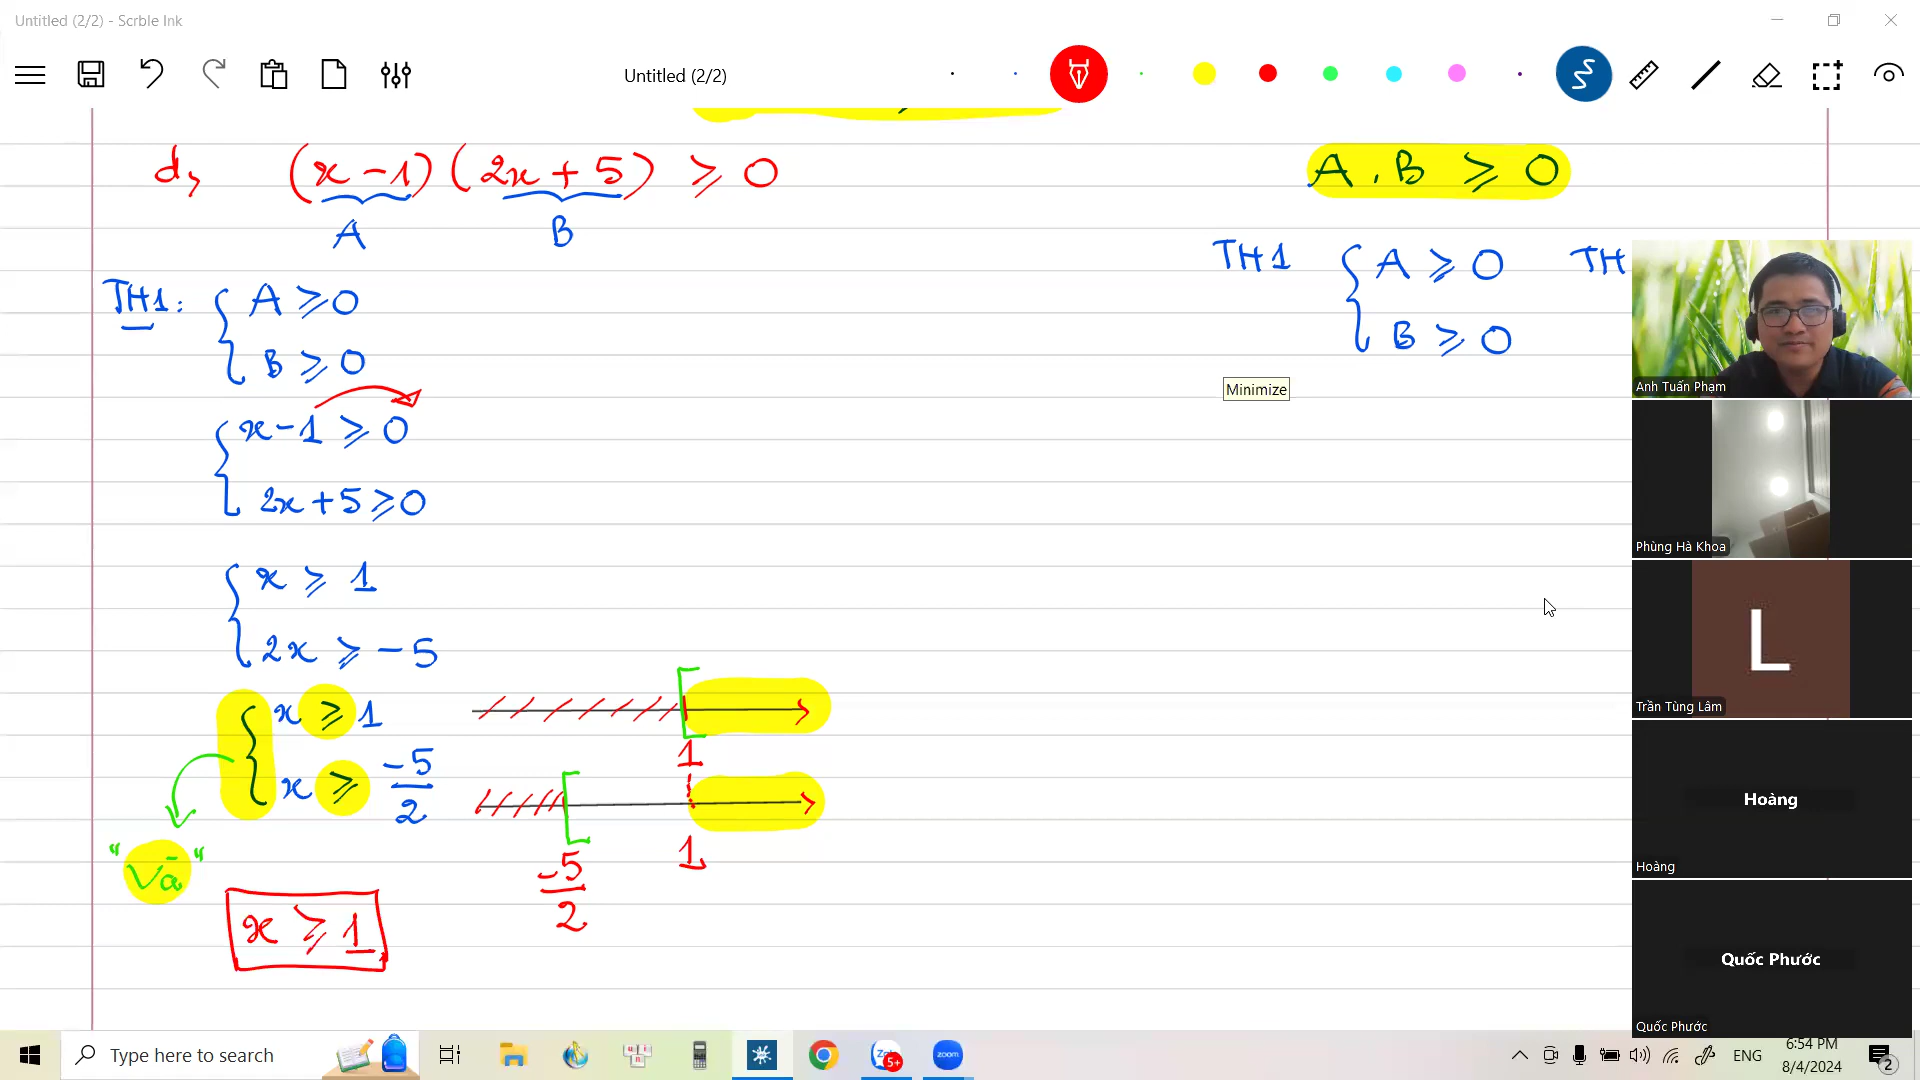 Untitled (2/2) - Scrble Ink
Untitled (2/2)
d, (x-1)(2x+5) ≥ 0
A B
TH1: { A ≥ 0
B ≥ 0
{ x-1 ≥ 0
2x+5 ≥ 0
{ x ≥ 1
2x ≥ -5
{ x ≥ 1
x ≥ -5/2
"Và"
x ≥ 1
1
-5/2
1
A . B ≥ 0
TH1 { A ≥ 0
B ≥ 0
TH
Minimize
Anh Tuấn Phạm
Phùng Hà Khoa
L
Trần Tùng Lâm
Hoàng
Hoàng
Quốc Phước
Quốc Phước
Type here to search
5+
zoom
ENG
6:54 PM
8/4/2024
2